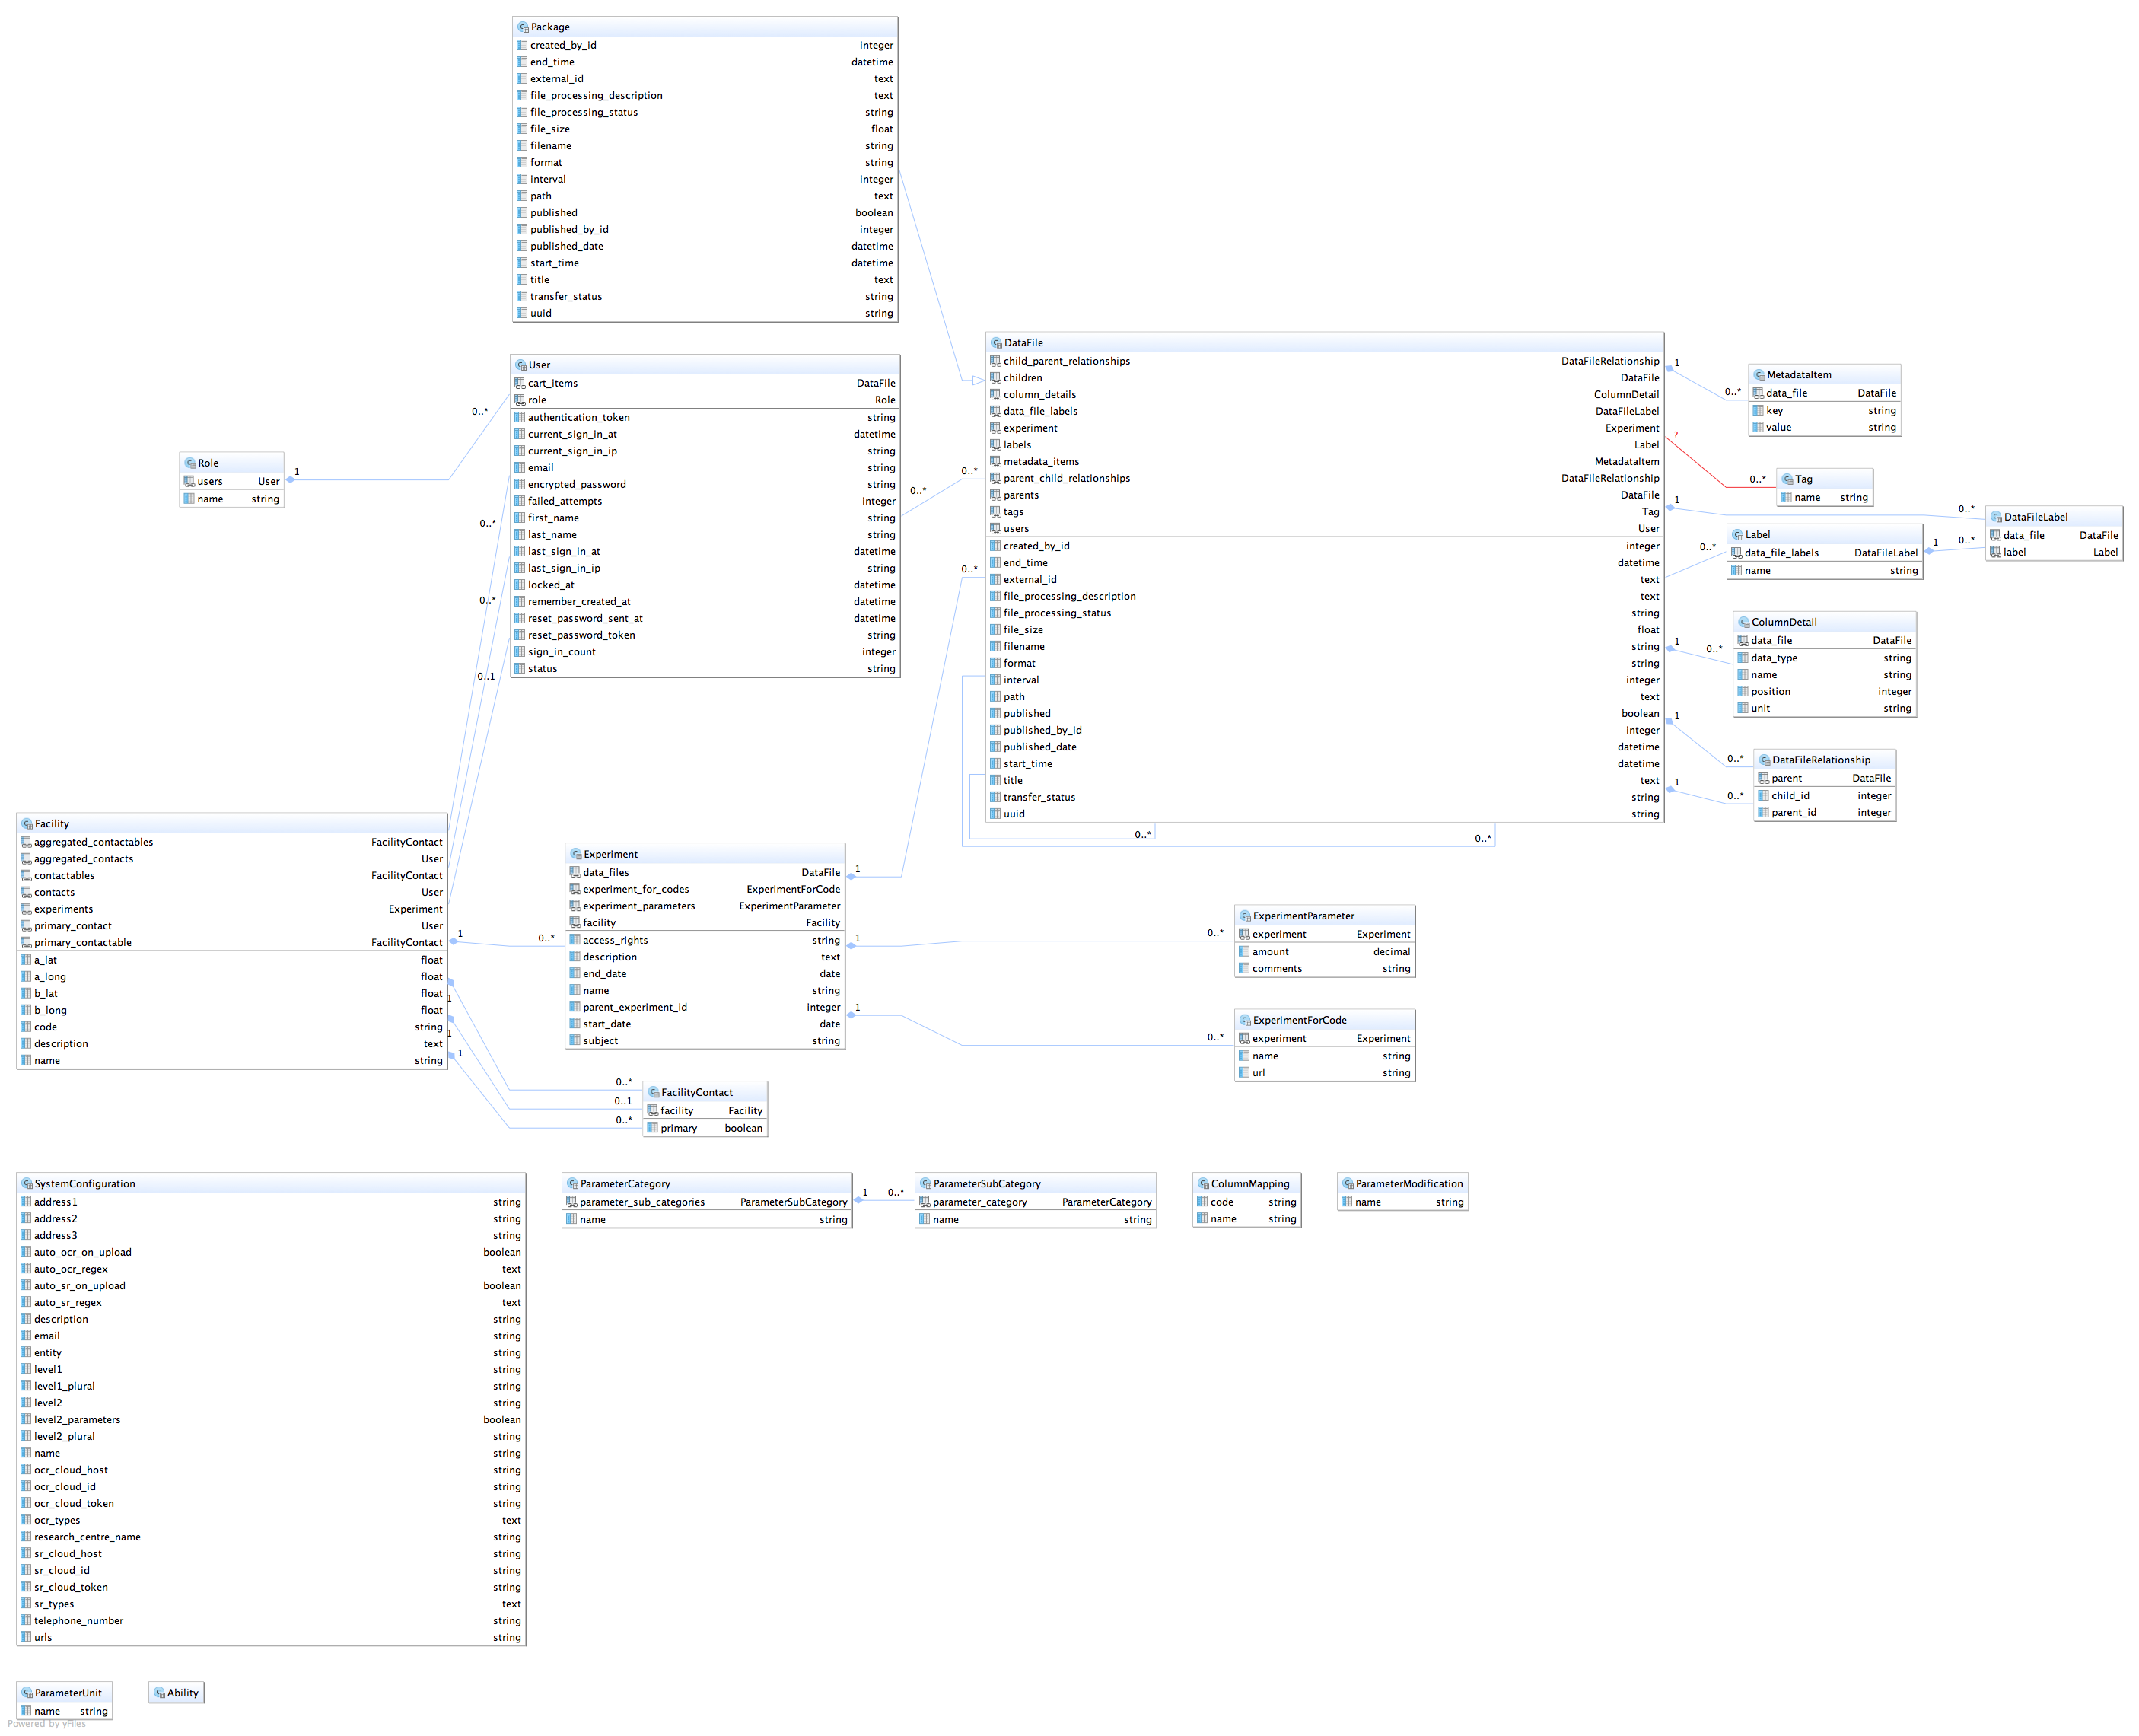 Package
created_by_id integer
end_time datetime
external_id text
file_processing_description text
file_processing_status string
file_size float
filename string
format string
interval integer
path text
published boolean
published_by_id integer
published_date datetime
start_time datetime
title text
transfer_status string
uuid string
User
cart_items DataFile
role Role
authentication_token string
current_sign_in_at datetime
current_sign_in_ip string
email string
encrypted_password string
failed_attempts integer
first_name string
last_name string
last_sign_in_at datetime
last_sign_in_ip string
locked_at datetime
remember_created_at datetime
reset_password_sent_at datetime
reset_password_token string
sign_in_count integer
status string
0..*
1
Role
users User
name string
0..*
0..*
0..1
0..*
0..*
0..*
DataFile
child_parent_relationships DataFileRelationship
children DataFile
column_details ColumnDetail
data_file_labels DataFileLabel
experiment Experiment
labels Label
metadata_items MetadataItem
parent_child_relationships DataFileRelationship
parents DataFile
tags Tag
users User
created_by_id integer
end_time datetime
external_id text
file_processing_description text
file_processing_status string
file_size float
filename string
format string
interval integer
path text
published boolean
published_by_id integer
published_date datetime
start_time datetime
title text
transfer_status string
uuid string
0..*
0..*
1
0..*
MetadataItem
data_file DataFile
key string
value string
?
0..*
Tag
name string
1
0..*
DataFileLabel
data_file DataFile
label Label
0..*
Label
data_file_labels DataFileLabel
name string
1
0..*
1
0..*
ColumnDetail
data_file DataFile
data_type string
name string
position integer
unit string
1
0..*
1
0..*
DataFileRelationship
parent DataFile
child_id integer
parent_id integer
Facility
aggregated_contactables FacilityContact
aggregated_contacts User
contactables FacilityContact
contacts User
experiments Experiment
primary_contact User
primary_contactable FacilityContact
a_lat float
a_long float
b_lat float
b_long float
code string
description text
name string
1
0..*
1
1
1
Experiment
data_files DataFile
experiment_for_codes ExperimentForCode
experiment_parameters ExperimentParameter
facility Facility
access_rights string
description text
end_date date
name string
parent_experiment_id integer
start_date date
subject string
1
1
0..*
1
0..*
ExperimentParameter
experiment Experiment
amount decimal
comments string
ExperimentForCode
experiment Experiment
name string
url string
0..*
0..1
0..*
FacilityContact
facility Facility
primary boolean
SystemConfiguration
address1 string
address2 string
address3 string
auto_ocr_on_upload boolean
auto_ocr_regex text
auto_sr_on_upload boolean
auto_sr_regex text
description string
email string
entity string
level1 string
level1_plural string
level2 string
level2_parameters boolean
level2_plural string
name string
ocr_cloud_host string
ocr_cloud_id string
ocr_cloud_token string
ocr_types text
research_centre_name string
sr_cloud_host string
sr_cloud_id string
sr_cloud_token string
sr_types text
telephone_number string
urls string
ParameterCategory
parameter_sub_categories ParameterSubCategory
name string
1
0..*
ParameterSubCategory
parameter_category ParameterCategory
name string
ColumnMapping
code string
name string
ParameterModification
name string
ParameterUnit
name string
Ability
Powered by yFiles